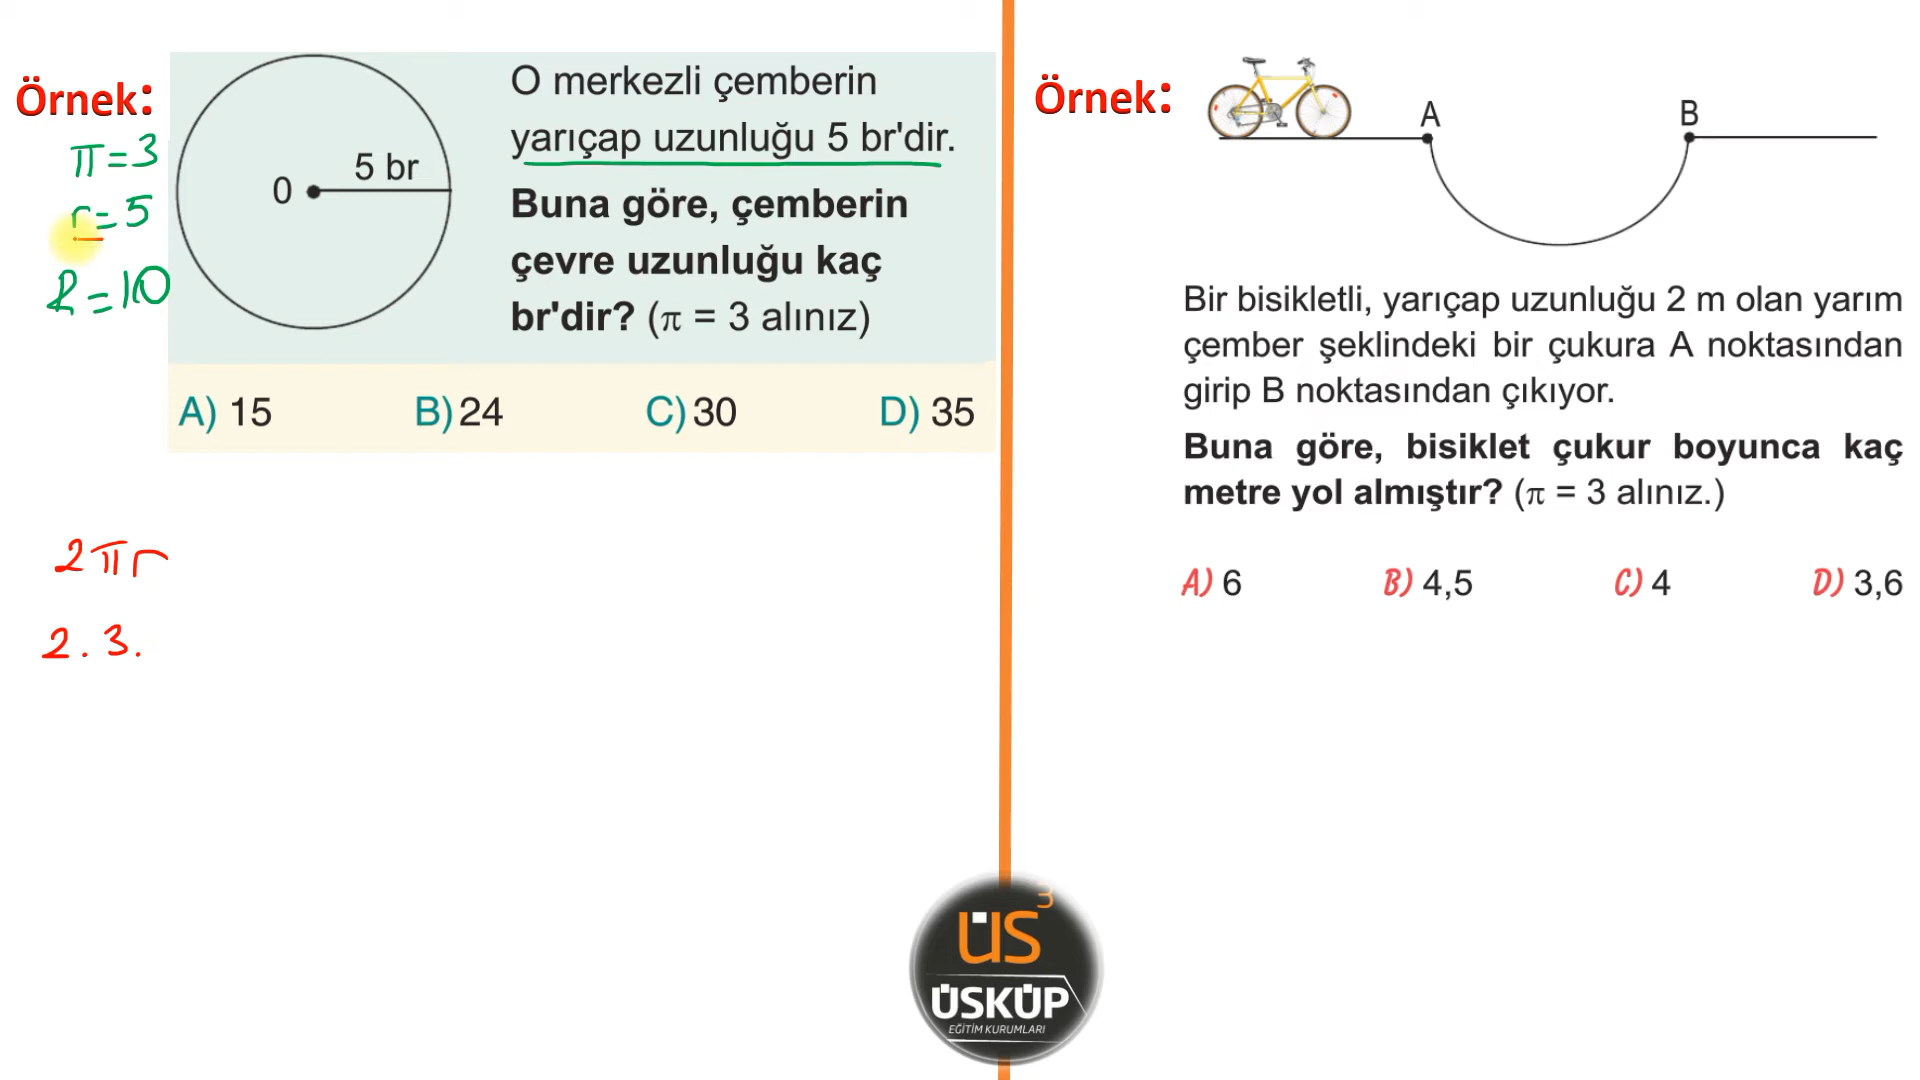 Örnek:
π=3
r=5
R=10
O
5 br
O merkezli çemberin
yarıçap uzunluğu 5 br'dir.
Buna göre, çemberin
çevre uzunluğu kaç
br'dir? (π = 3 alınız)
A) 15 B) 24 C) 30 D) 35
2πr
2.3.
Örnek:
A
B
Bir bisikletli, yarıçap uzunluğu 2 m olan yarım
çember şeklindeki bir çukura A noktasından
girip B noktasından çıkıyor.
Buna göre, bisiklet çukur boyunca kaç
metre yol almıştır? (π = 3 alınız.)
A) 6 B) 4,5 C) 4 D) 3,6
üs3
ÜSKÜP
EĞİTİM KURUMLARI